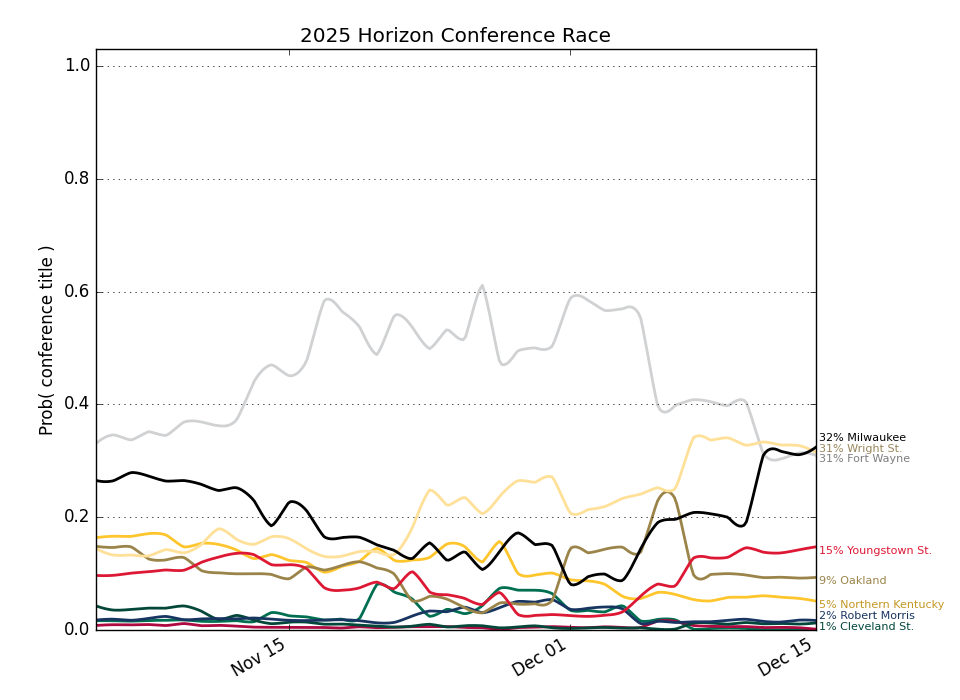 2025 Horizon Conference Race
Prob( conference title )
1.0
0.8
0.6
0.4
0.2
0.0
Nov 15
Dec 01
Dec 15
32% Milwaukee
31% Wright St.
31% Fort Wayne
15% Youngstown St.
9% Oakland
5% Northern Kentucky
2% Robert Morris
1% Cleveland St.